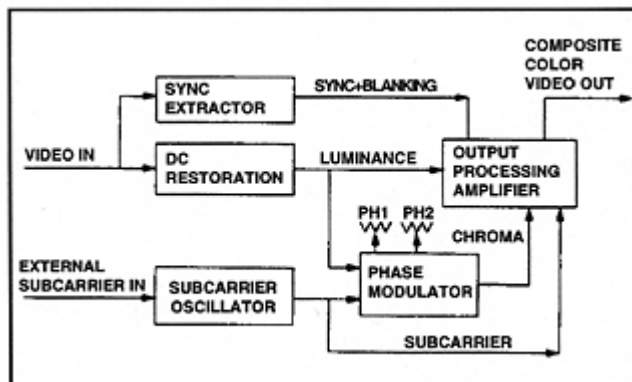 COMPOSITE
COLOR
VIDEO OUT
SYNC
EXTRACTOR
SYNC+BLANKING
VIDEO IN
DC
RESTORATION
LUMINANCE
OUTPUT
PROCESSING
AMPLIFIER
PH1 PH2
CHROMA
EXTERNAL
SUBCARRIER IN
SUBCARRIER
OSCILLATOR
PHASE
MODULATOR
SUBCARRIER